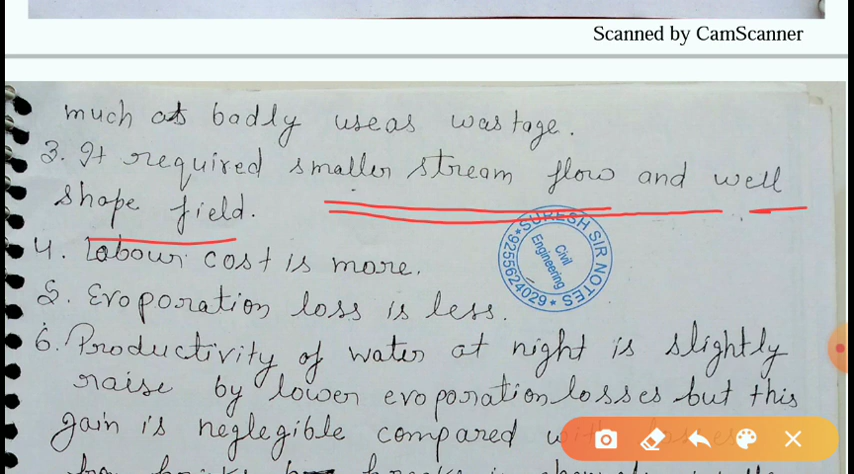 Scanned by CamScanner
much as badly useas wastage.
3. It required smaller stream flow and well
shape field.
SURESH SIR NOTES
Civil
Engineering
*9255624029*
4. Labour cost is more.
5. Evoporation loss is less.
6. Productivity of water at night is slightly
raise by lower evoporation losses but this
gain is neglegible compared